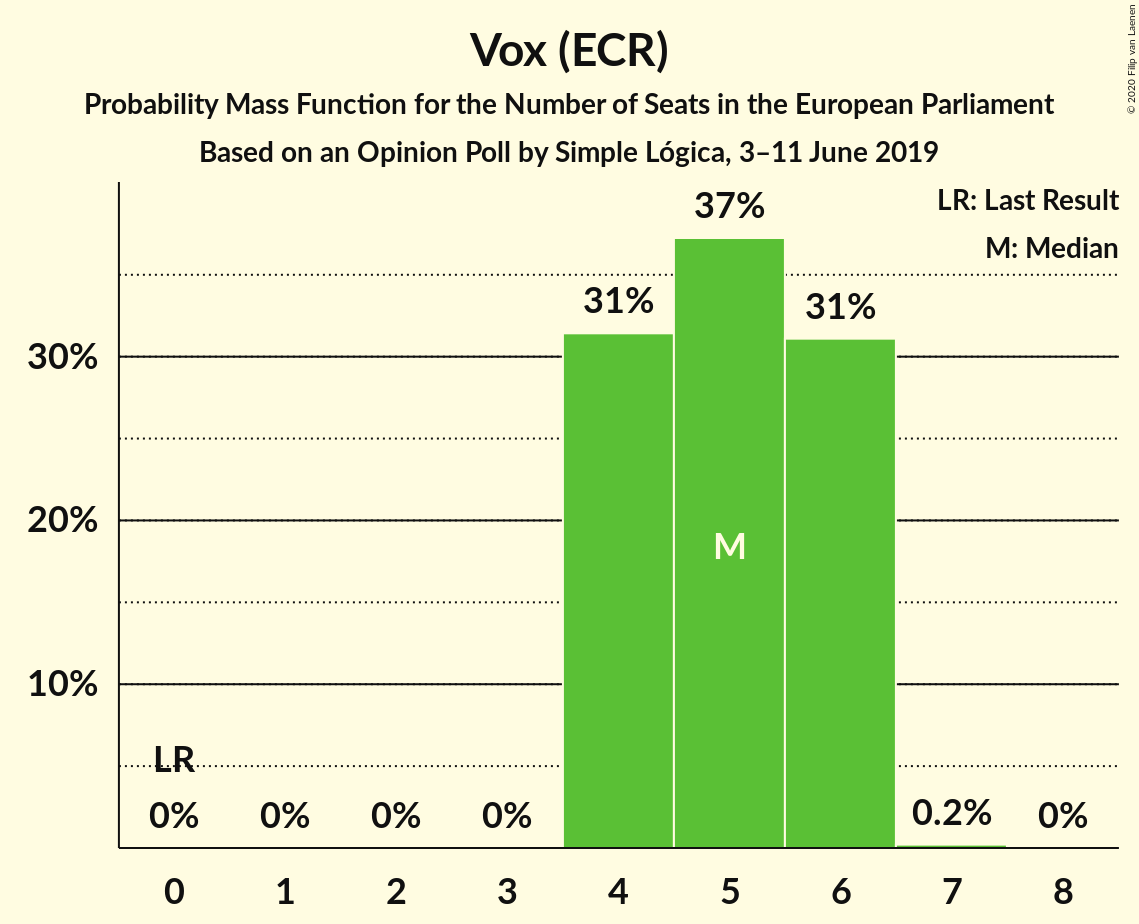 Vox (ECR)
Probability Mass Function for the Number of Seats in the European Parliament
Based on an Opinion Poll by Simple Lógica, 3–11 June 2019
© 2020 Filip van Laenen
LR: Last Result
M: Median
37%
31%
31%
30%
20%
M
10%
LR
0%
0%
0%
0%
0.2%
0%
0
1
2
3
4
5
6
7
8